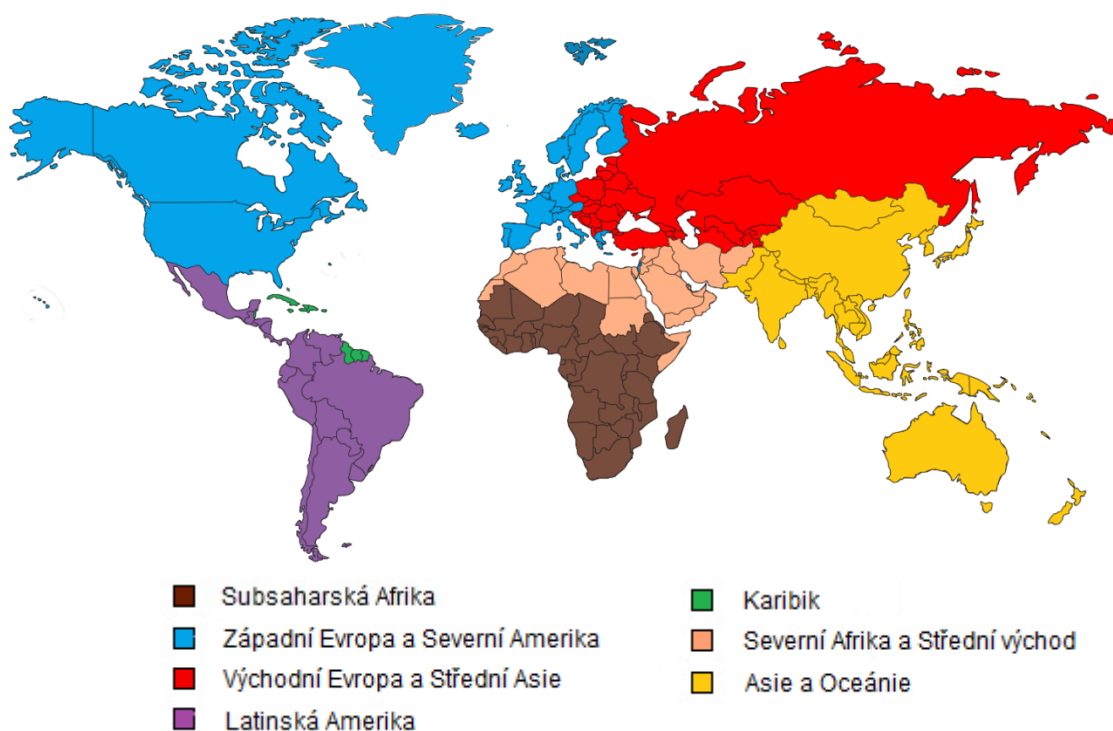 Subsaharská Afrika
Západní Evropa a Severní Amerika
Východní Evropa a Střední Asie
Latinská Amerika
Karibik
Severní Afrika a Střední východ
Asie a Oceánie